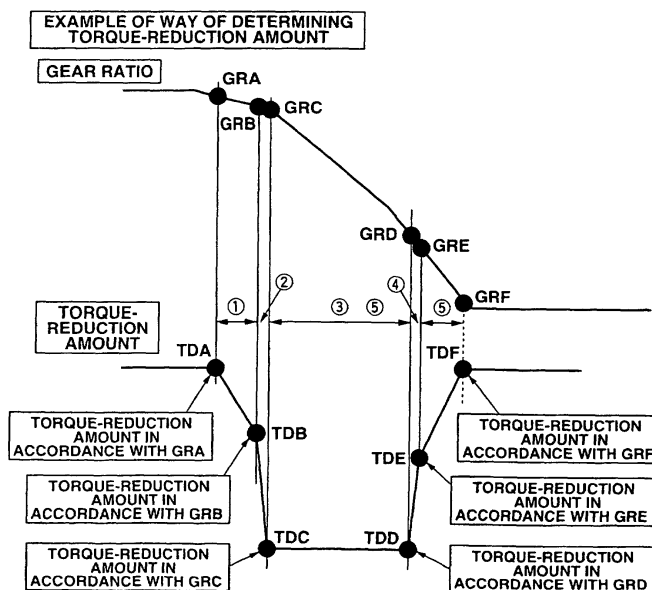 EXAMPLE OF WAY OF DETERMINING
TORQUE-REDUCTION AMOUNT
GEAR RATIO
GRA
GRB
GRC
GRD
GRE
GRF
①
②
③ ⑤
④
⑤
TORQUE-
REDUCTION
AMOUNT
TDA
TDB
TDC
TDD
TDE
TDF
TORQUE-REDUCTION
AMOUNT IN
ACCORDANCE WITH GRA
TORQUE-REDUCTION
AMOUNT IN
ACCORDANCE WITH GRB
TORQUE-REDUCTION
AMOUNT IN
ACCORDANCE WITH GRC
TORQUE-REDUCTION
AMOUNT IN
ACCORDANCE WITH GRF
TORQUE-REDUCTION
AMOUNT IN
ACCORDANCE WITH GRE
TORQUE-REDUCTION
AMOUNT IN
ACCORDANCE WITH GRD